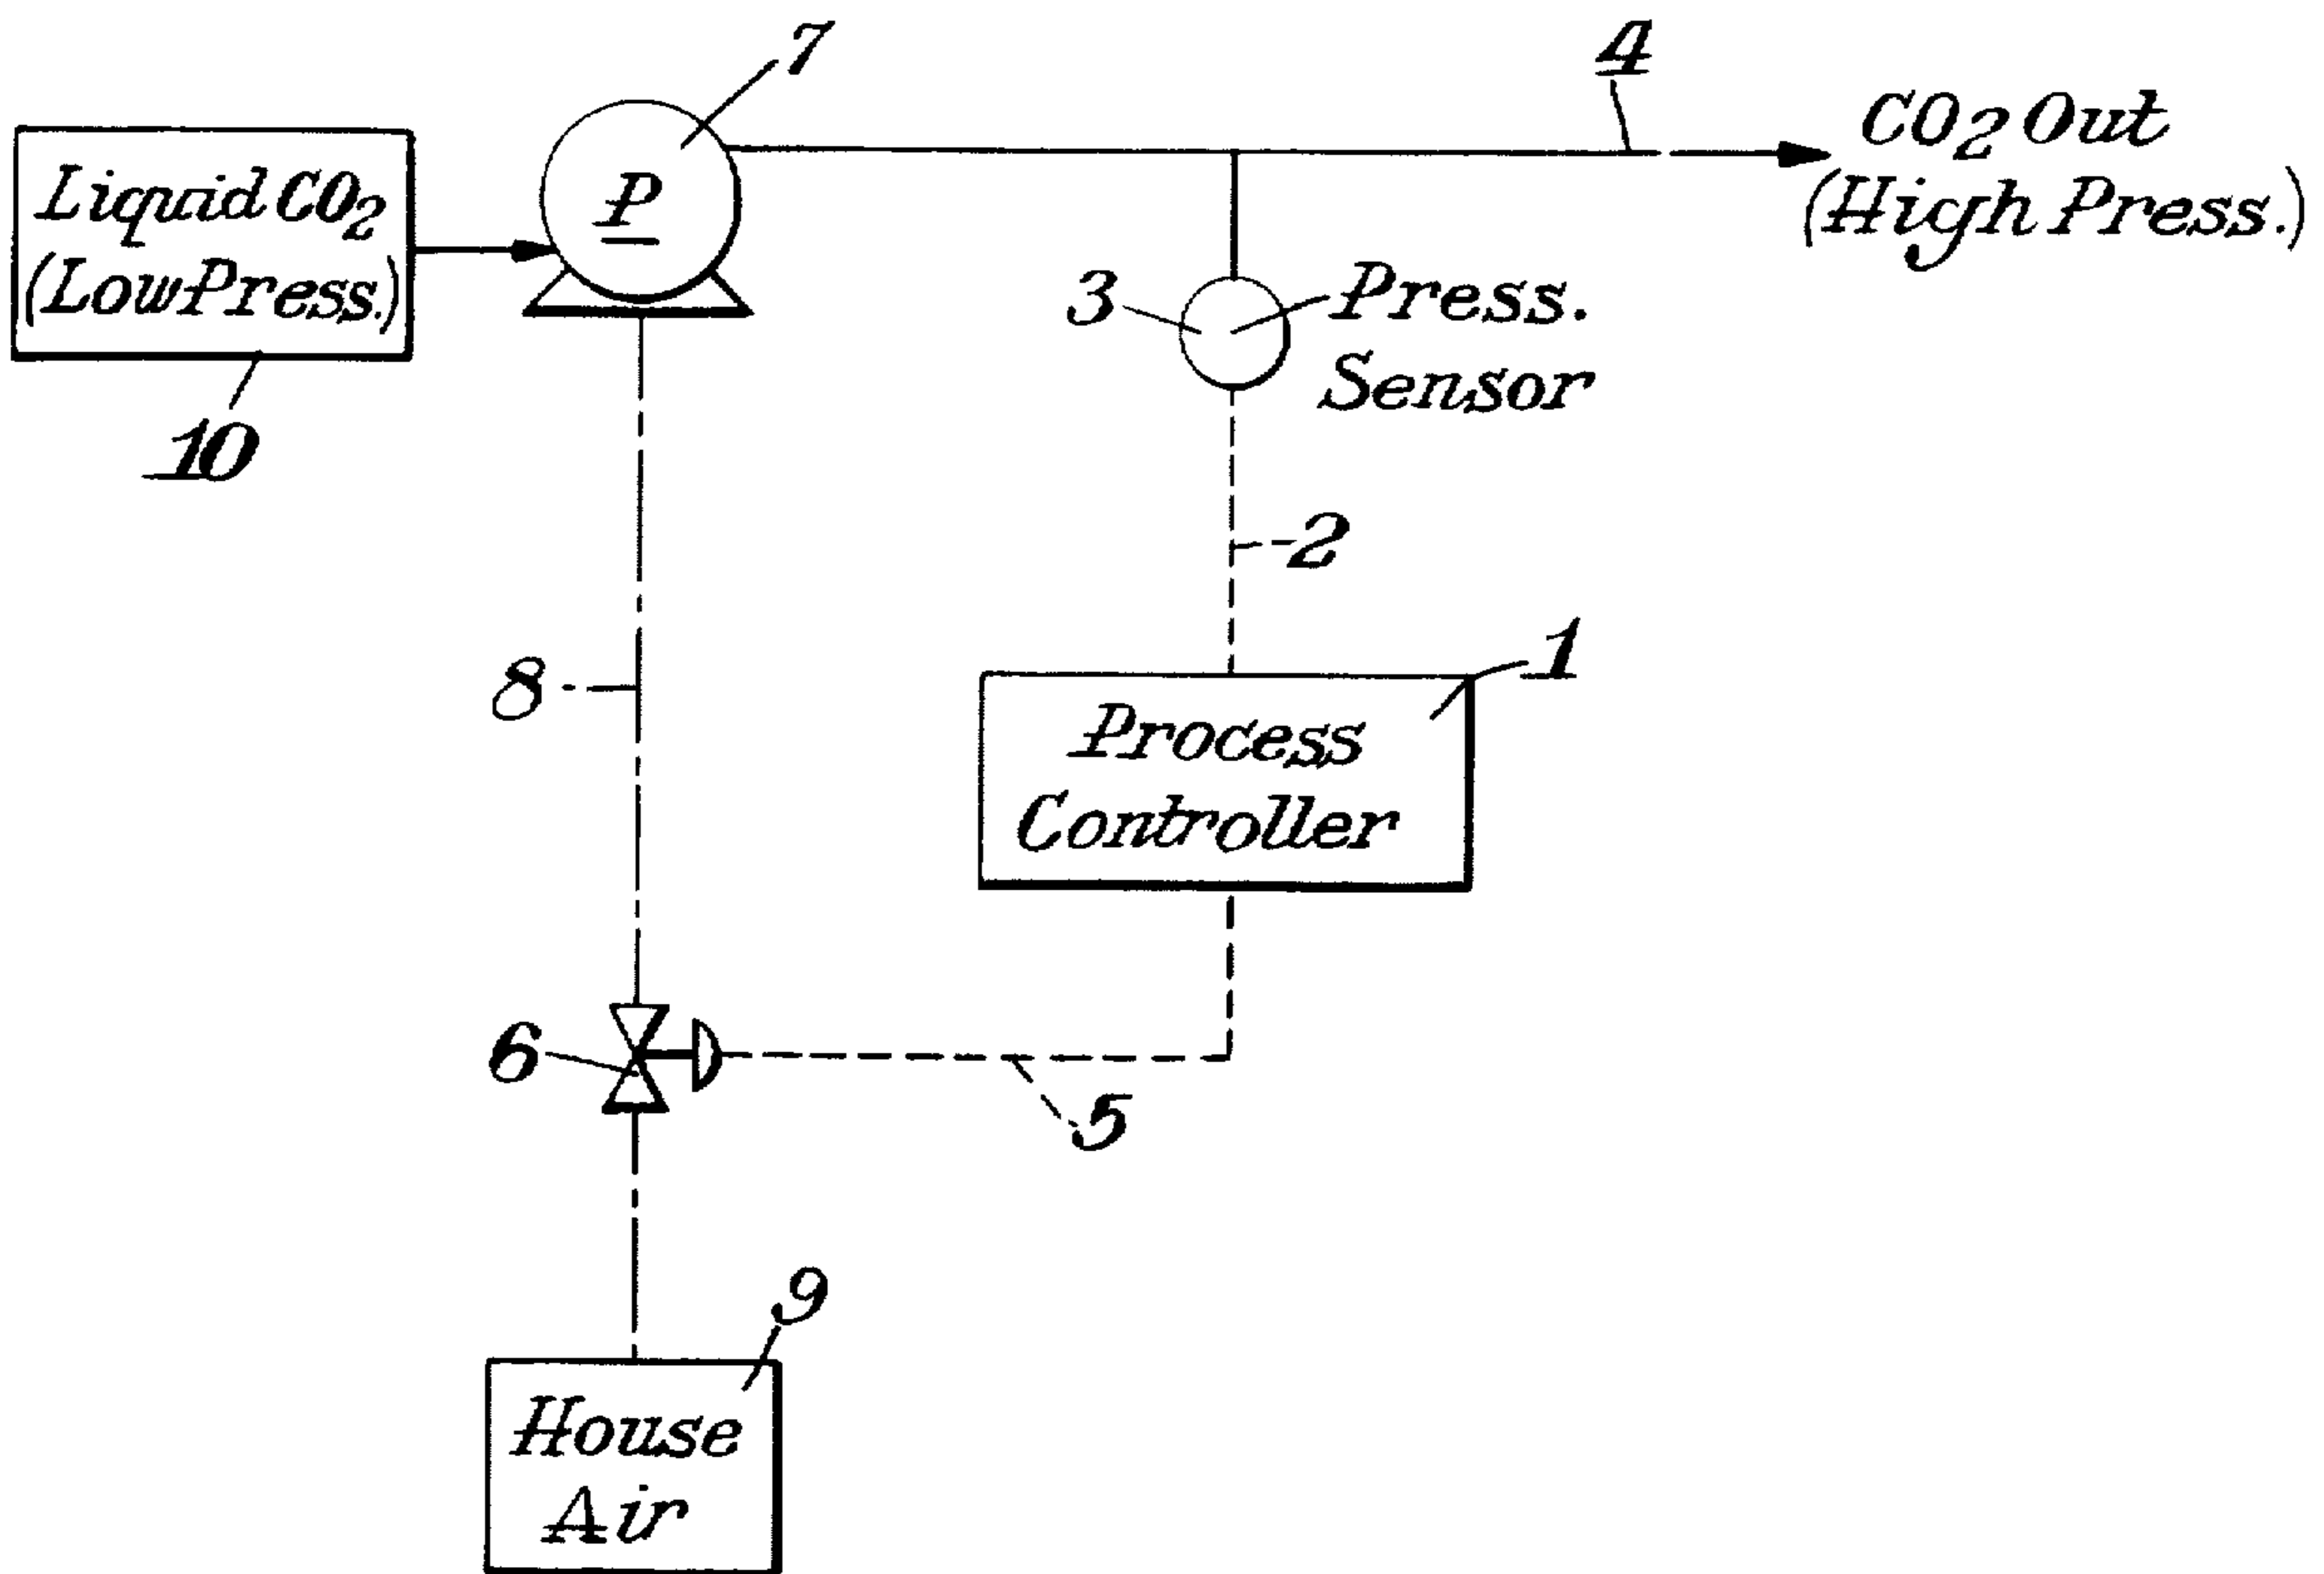 7
4
CO₂ Out
(High Press.)
Liquid CO₂
(Low Press.)
P
10
3
Press.
Sensor
2
1
Process
Controller
8
6
5
9
House
Air